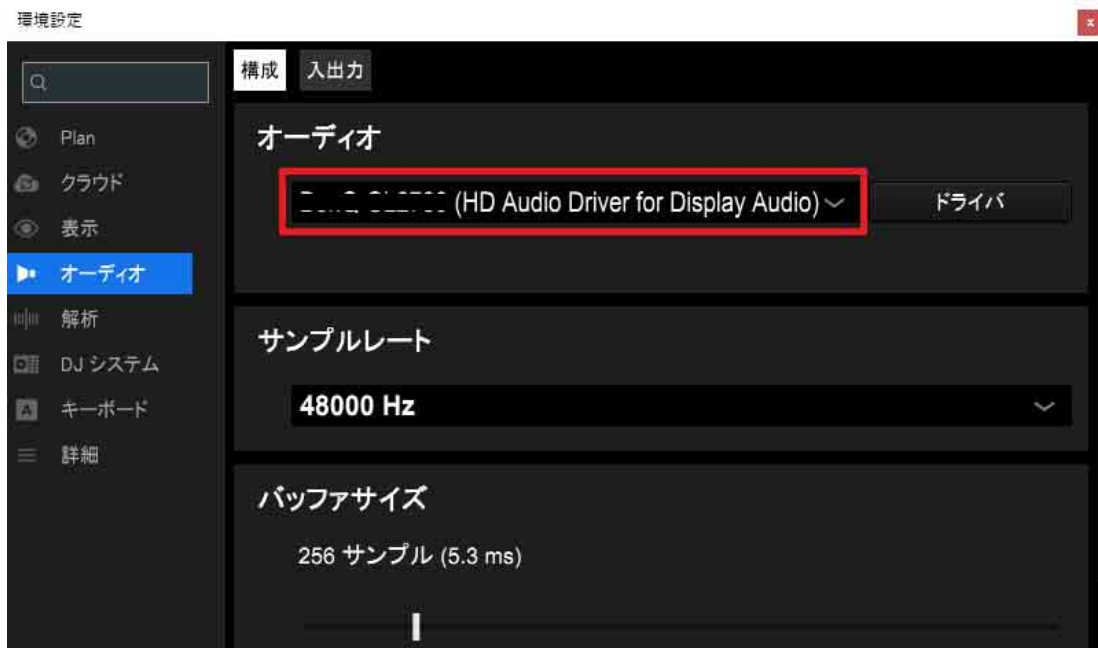 環境設定
x
構成
入出力
Plan
クラウド
表示
オーディオ
解析
DJ システム
キーボード
詳細
オーディオ
(HD Audio Driver for Display Audio)
ドライバ
サンプルレート
48000 Hz
バッファサイズ
256 サンプル (5.3 ms)